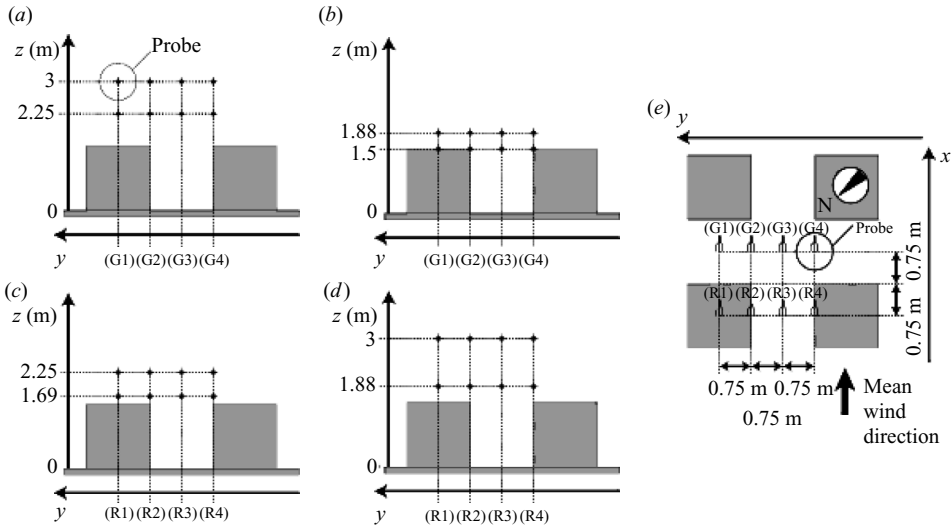 (a)
z (m)
Probe
3
2.25
0
y
(G1) (G2) (G3) (G4)
(b)
z (m)
1.88
1.5
0
y
(G1) (G2) (G3) (G4)
(c)
z (m)
2.25
1.69
0
y
(R1) (R2) (R3) (R4)
(d)
z (m)
3
1.88
0
y
(R1) (R2) (R3) (R4)
(e)
y
x
N
(G1) (G2) (G3) (G4)
Probe
0.75 m
(R1) (R2) (R3) (R4)
0.75 m
0.75 m 0.75 m
0.75 m
Mean
wind
direction